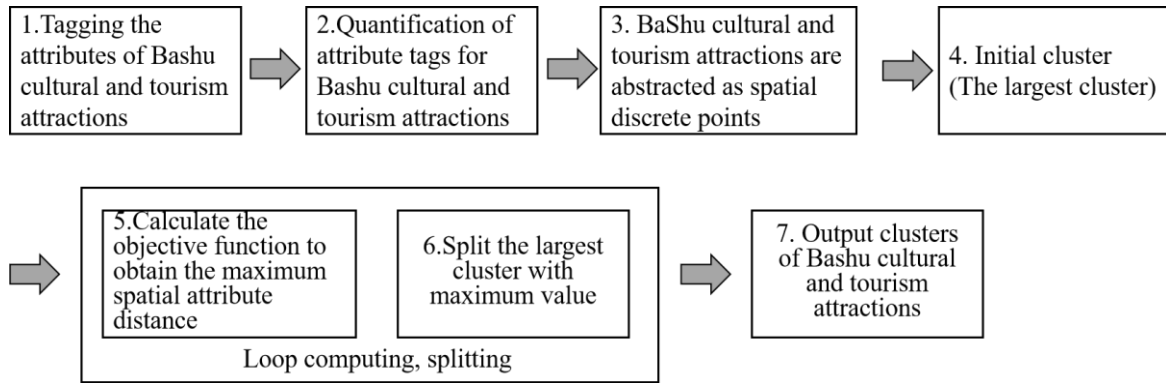 1.Tagging the
attributes of Bashu
cultural and tourism
attractions
2.Quantification of
attribute tags for
Bashu cultural and
tourism attractions
3. BaShu cultural and
tourism attractions are
abstracted as spatial
discrete points
4. Initial cluster
(The largest cluster)
5.Calculate the
objective function to
obtain the maximum
spatial attribute
distance
6.Split the largest
cluster with
maximum value
Loop computing, splitting
7. Output clusters
of Bashu cultural
and tourism
attractions